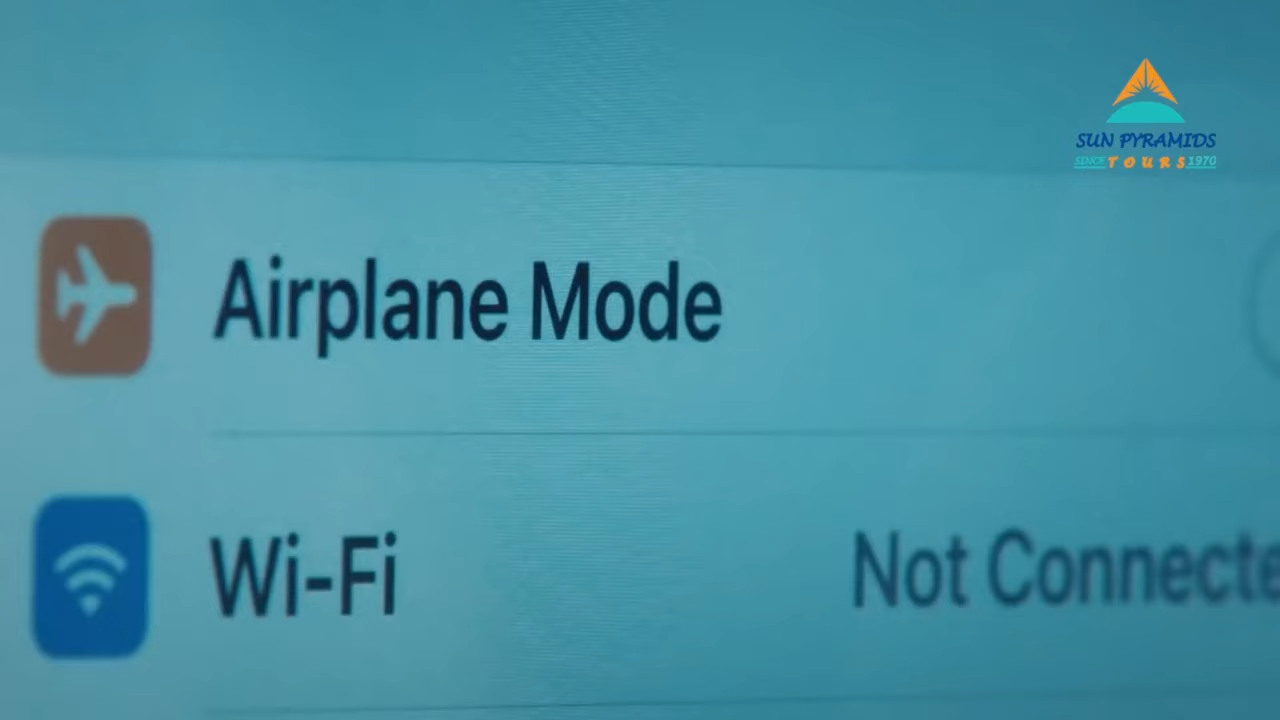 SUN PYRAMIDS
SINCE TOURS 1970
Airplane Mode
Wi-Fi
Not Connecte